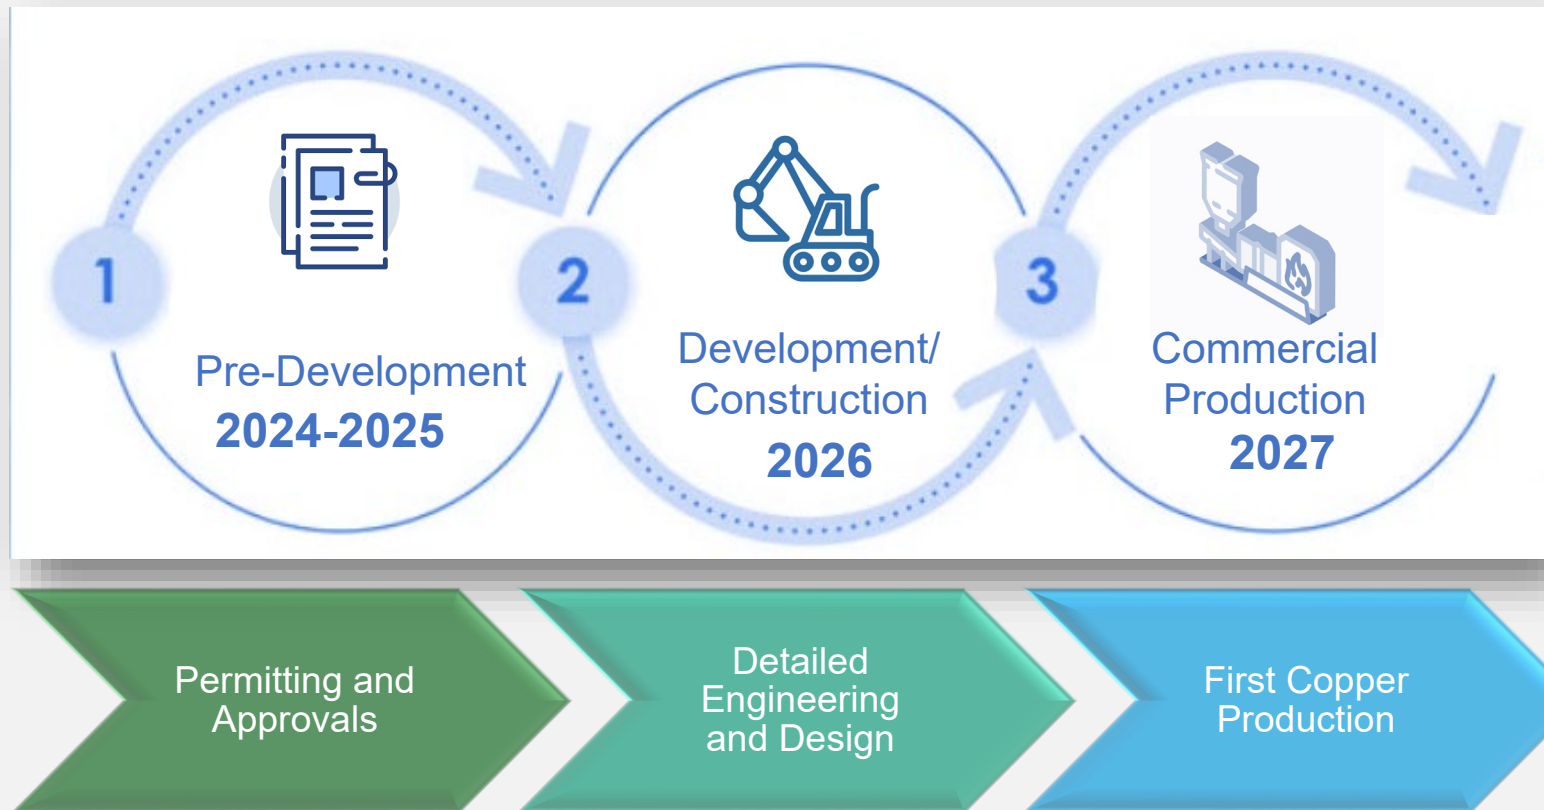 1
Pre-Development
2024-2025
2
Development/
Construction
2026
3
Commercial
Production
2027
Permitting and
Approvals
Detailed
Engineering
and Design
First Copper
Production